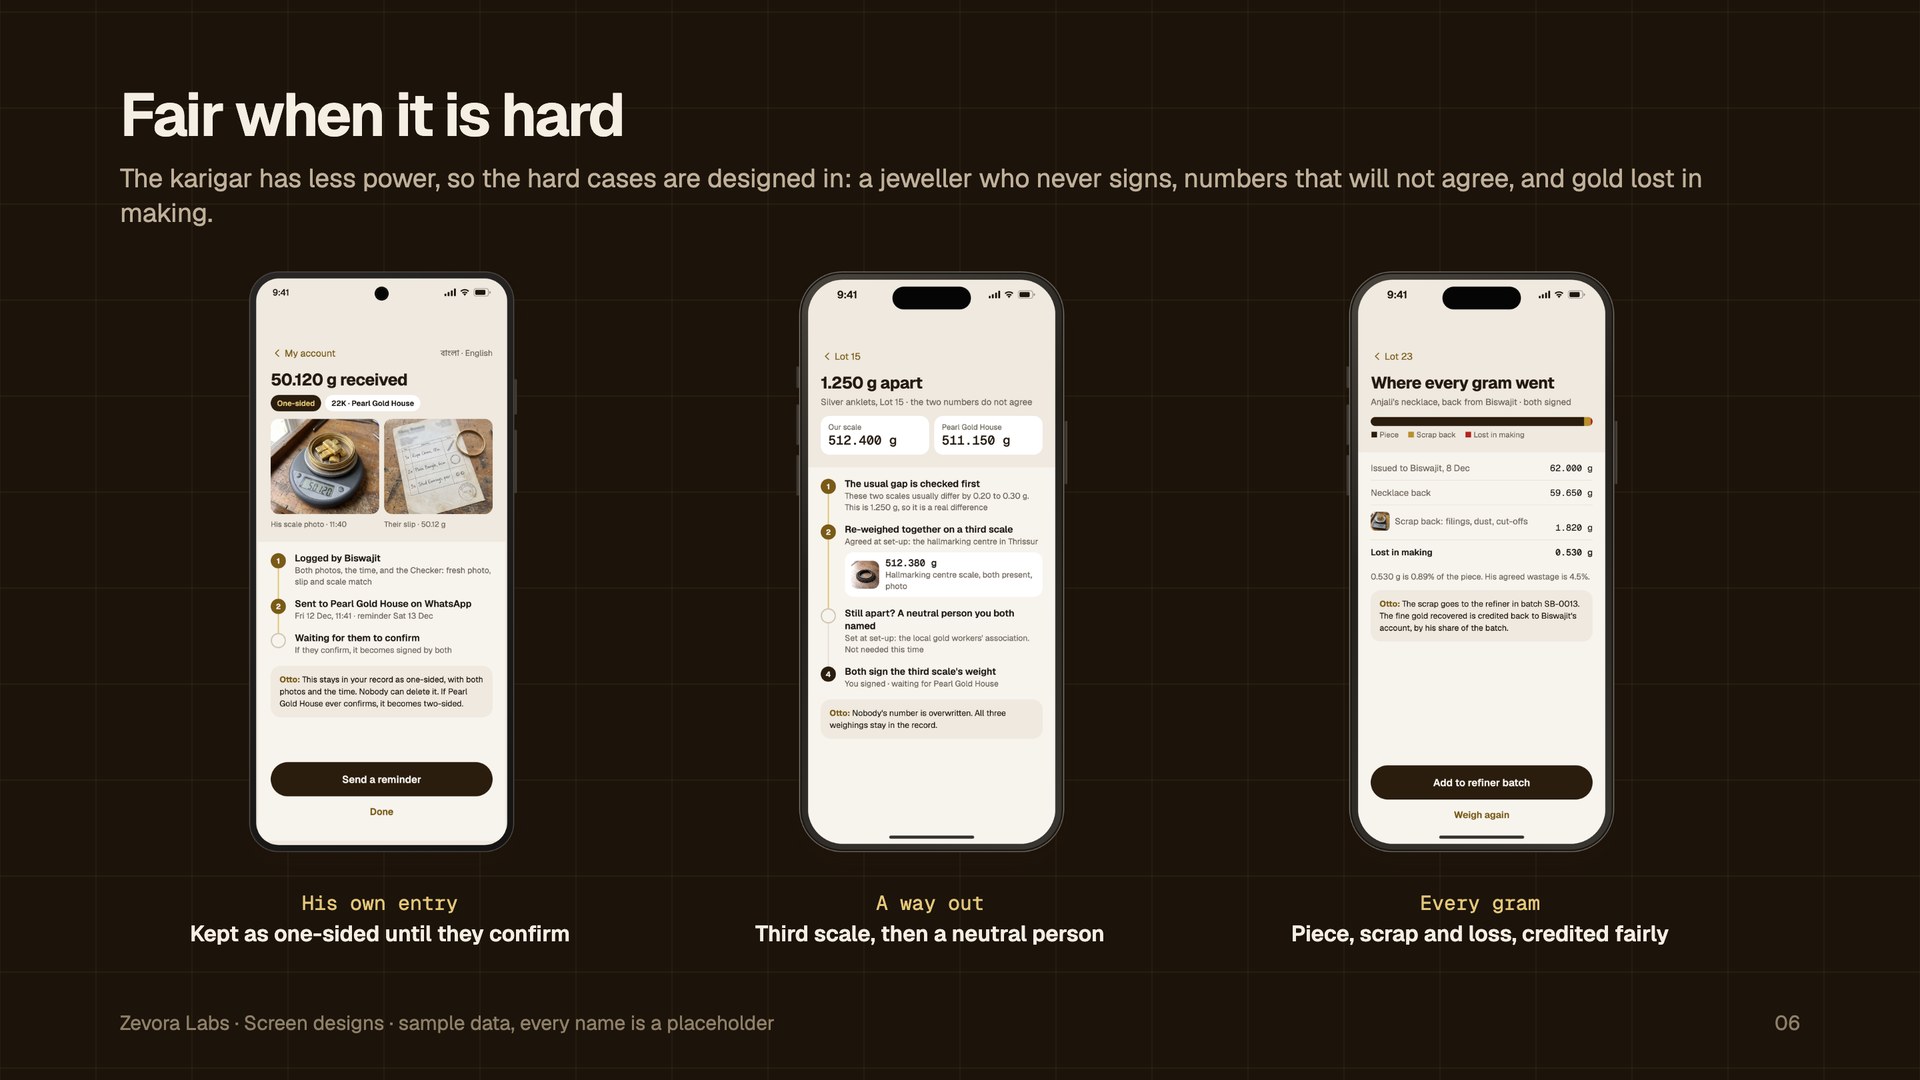 Fair when it is hard
The karigar has less power, so the hard cases are designed in: a jeweller who never signs, numbers that will not agree, and gold lost in
making.
9:41
My account
বাংলা · English
50.120 g received
One-sided
22K · Pearl Gold House
50.120
His scale photo · 11:40
Their slip · 50.12 g
1
Logged by Biswajit
Both photos, the time, and the Checker: fresh photo,
slip and scale match
2
Sent to Pearl Gold House on WhatsApp
Fri 12 Dec, 11:41 · reminder Sat 13 Dec
Waiting for them to confirm
If they confirm, it becomes signed by both
Otto: This stays in your record as one-sided, with both
photos and the time. Nobody can delete it. If Pearl
Gold House ever confirms, it becomes two-sided.
Send a reminder
Done
His own entry
Kept as one-sided until they confirm
9:41
Lot 15
1.250 g apart
Silver anklets, Lot 15 · the two numbers do not agree
Our scale
512.400 g
Pearl Gold House
511.150 g
1
The usual gap is checked first
These two scales usually differ by 0.20 to 0.30 g.
This is 1.250 g, so it is a real difference
2
Re-weighed together on a third scale
Agreed at set-up: the hallmarking centre in Thrissur
512.380 g
Hallmarking centre scale, both present,
photo
Still apart? A neutral person you both
named
Set at set-up: the local gold workers' association.
Not needed this time
4
Both sign the third scale's weight
You signed · waiting for Pearl Gold House
Otto: Nobody's number is overwritten. All three
weighings stay in the record.
A way out
Third scale, then a neutral person
9:41
Lot 23
Where every gram went
Anjali's necklace, back from Biswajit · both signed
Piece
Scrap back
Lost in making
Issued to Biswajit, 8 Dec
62.000 g
Necklace back
59.650 g
Scrap back: filings, dust, cut-offs
1.820 g
Lost in making
0.530 g
0.530 g is 0.89% of the piece. His agreed wastage is 4.5%.
Otto: The scrap goes to the refiner in batch SB-0013.
The fine gold recovered is credited back to Biswajit's
account, by his share of the batch.
Add to refiner batch
Weigh again
Every gram
Piece, scrap and loss, credited fairly
Zevora Labs · Screen designs · sample data, every name is a placeholder
06